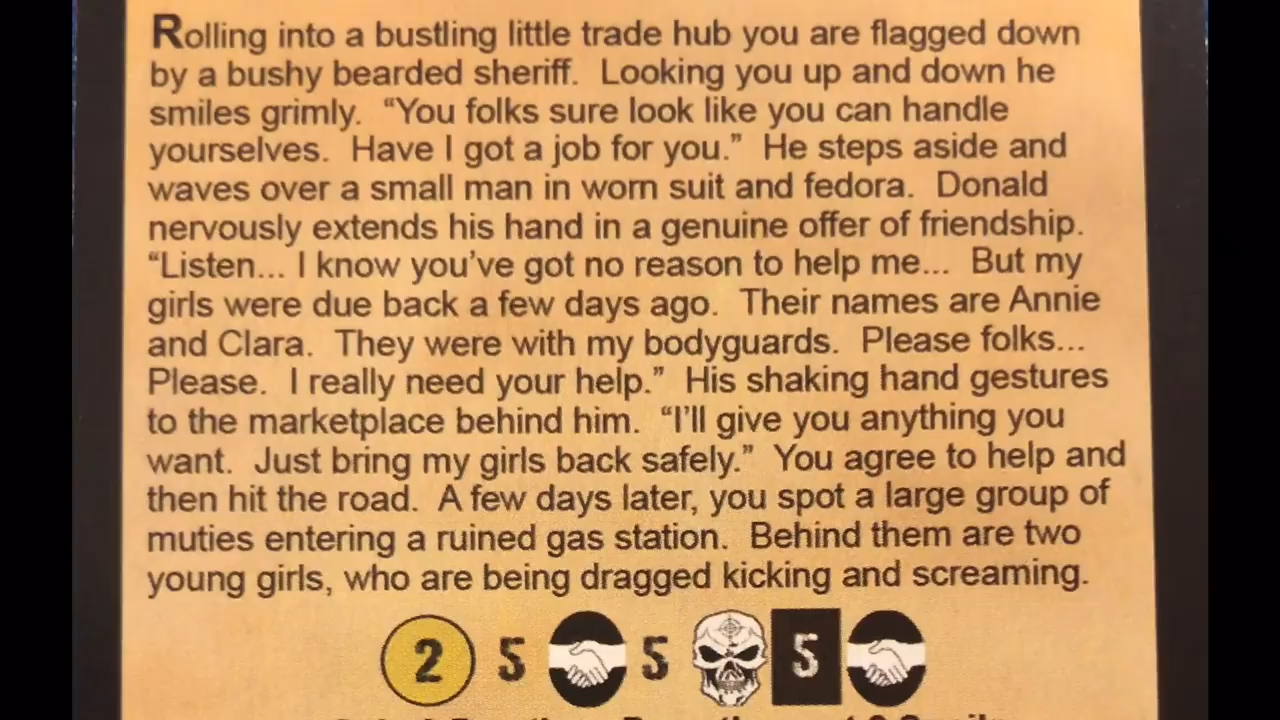 Rolling into a bustling little trade hub you are flagged down
by a bushy bearded sheriff.  Looking you up and down he
smiles grimly.  “You folks sure look like you can handle
yourselves.  Have I got a job for you.”  He steps aside and
waves over a small man in worn suit and fedora.  Donald
nervously extends his hand in a genuine offer of friendship.
“Listen... I know you’ve got no reason to help me...  But my
girls were due back a few days ago.  Their names are Annie
and Clara.  They were with my bodyguards.  Please folks...
Please.  I really need your help.”  His shaking hand gestures
to the marketplace behind him.  “I’ll give you anything you
want.  Just bring my girls back safely.”  You agree to help and
then hit the road.  A few days later, you spot a large group of
muties entering a ruined gas station.  Behind them are two
young girls, who are being dragged kicking and screaming.
2 5 5 5